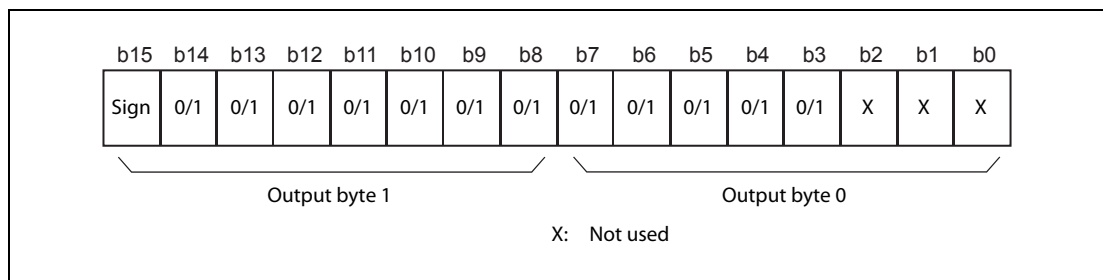 b15 b14 b13 b12 b11 b10 b9 b8 b7 b6 b5 b4 b3 b2 b1 b0
Sign 0/1 0/1 0/1 0/1 0/1 0/1 0/1 0/1 0/1 0/1 0/1 0/1 X X X
Output byte 1 Output byte 0
X: Not used